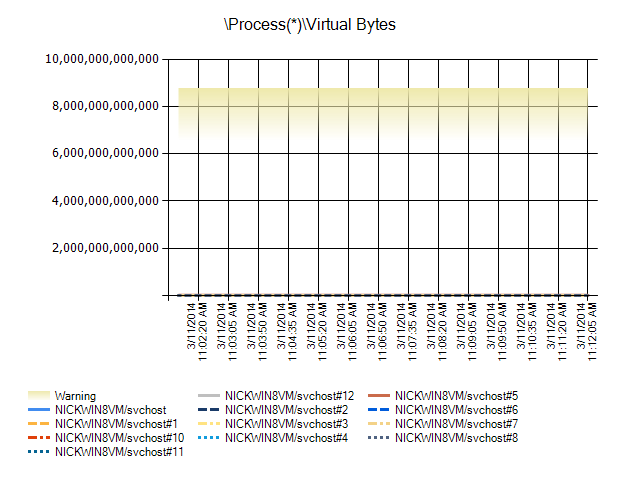 \Process(*)\Virtual Bytes
10,000,000,000,000
8,000,000,000,000
6,000,000,000,000
4,000,000,000,000
2,000,000,000,000
3/11/2014 11:02:20 AM
3/11/2014 11:03:05 AM
3/11/2014 11:03:50 AM
3/11/2014 11:04:35 AM
3/11/2014 11:05:20 AM
3/11/2014 11:06:05 AM
3/11/2014 11:06:50 AM
3/11/2014 11:07:35 AM
3/11/2014 11:08:20 AM
3/11/2014 11:09:05 AM
3/11/2014 11:09:50 AM
3/11/2014 11:10:35 AM
3/11/2014 11:11:20 AM
3/11/2014 11:12:05 AM
Warning NICKWIN8VM/svchost#12 NICKWIN8VM/svchost#5
NICKWIN8VM/svchost NICKWIN8VM/svchost#2 NICKWIN8VM/svchost#6
NICKWIN8VM/svchost#1 NICKWIN8VM/svchost#3 NICKWIN8VM/svchost#7
NICKWIN8VM/svchost#10 NICKWIN8VM/svchost#4 NICKWIN8VM/svchost#8
NICKWIN8VM/svchost#11